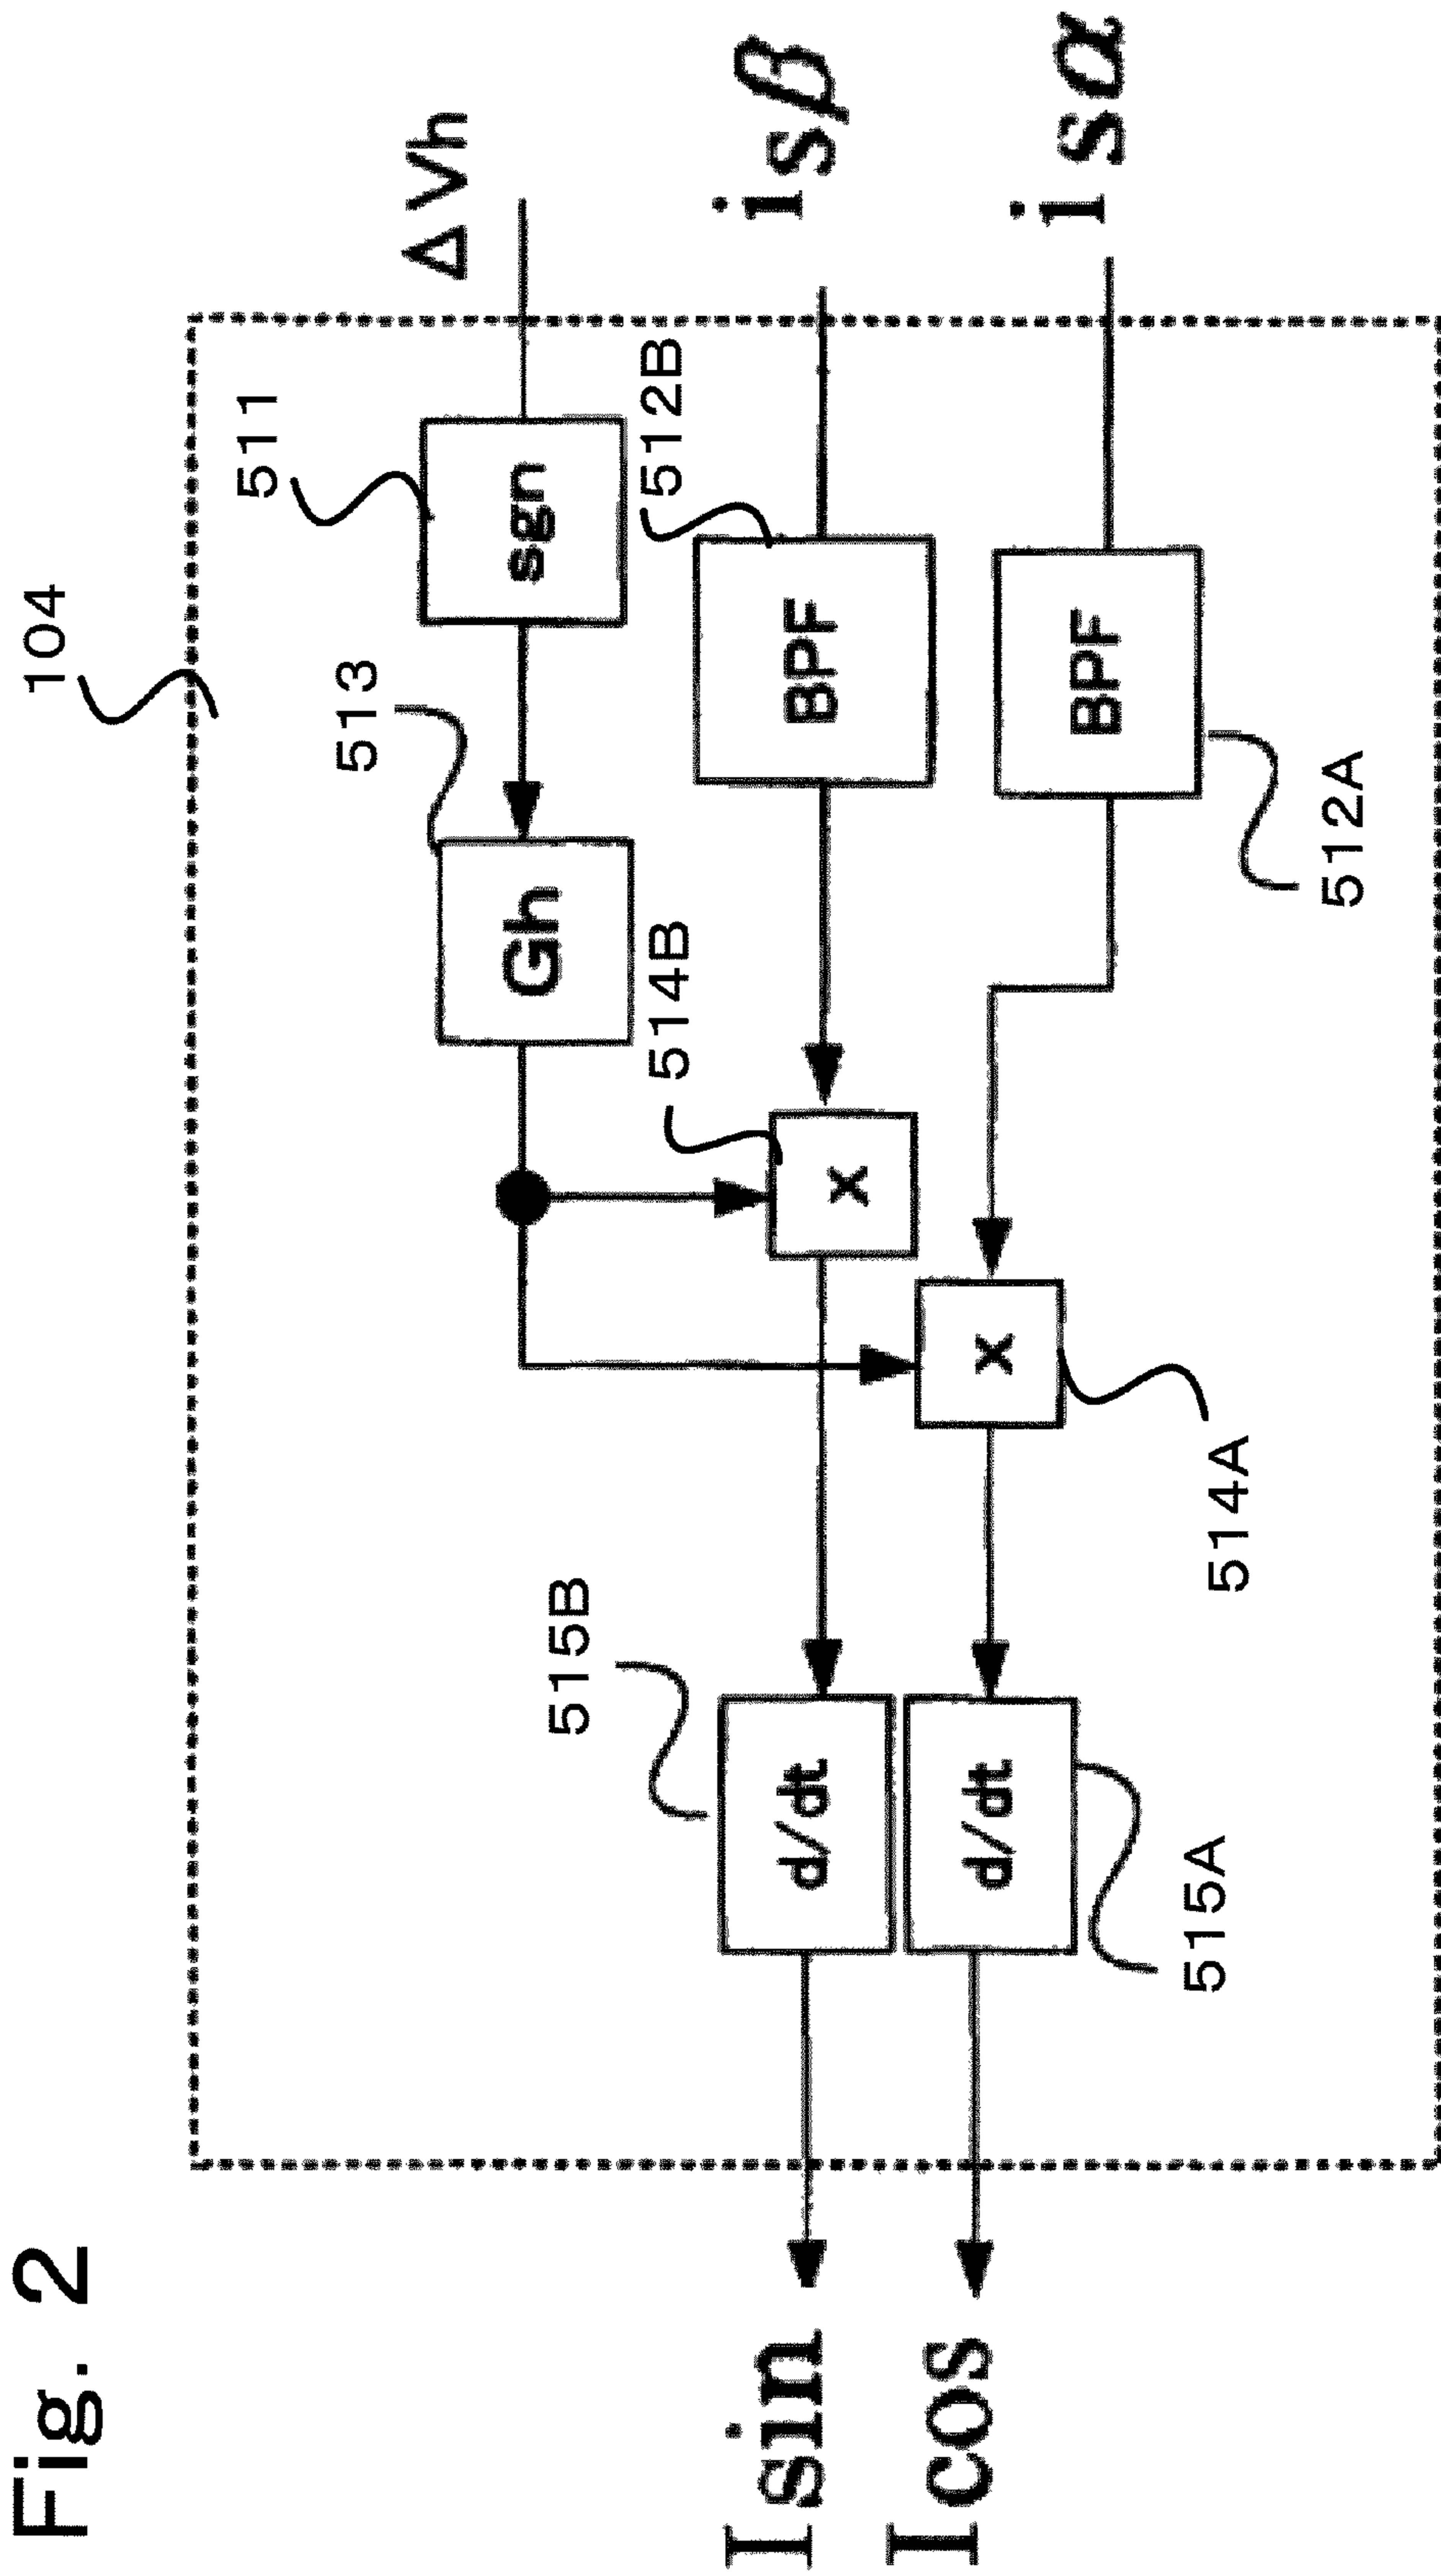 Fig. 2
104
511
ΔVh
513
sgn
Gh
512B
isβ
514B
BPF
515B
x
d/dt
Isin
BPF
isα
x
d/dt
Icos
512A
514A
515A